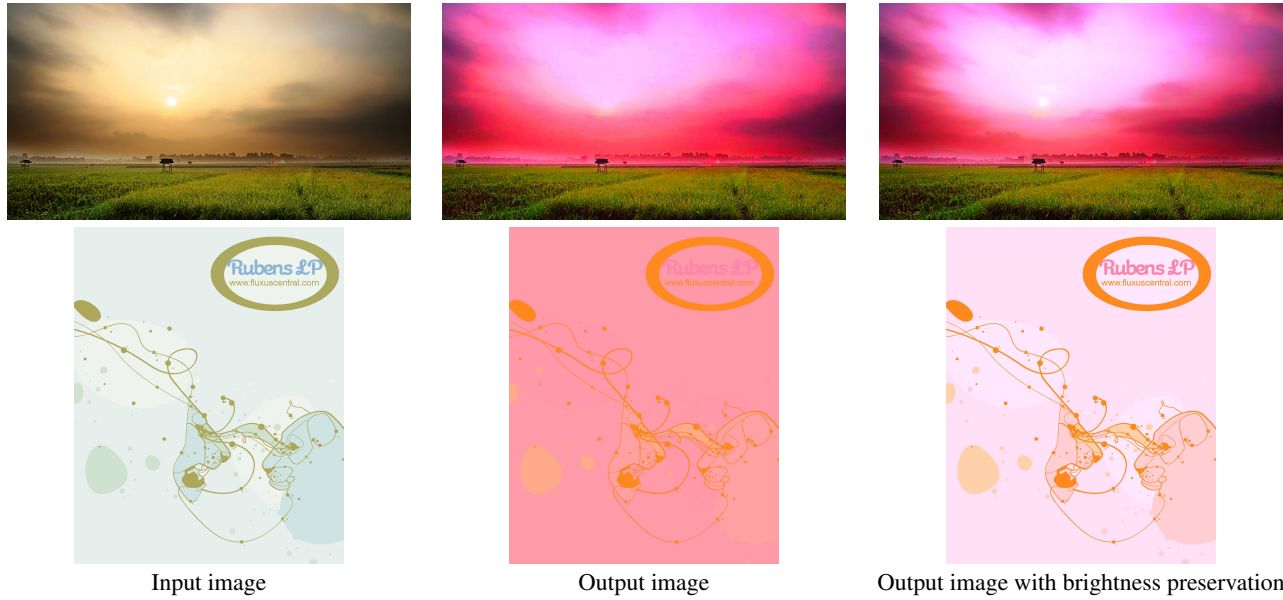 Rubens LP
www.fluxuscentral.com
Rubens LP
www.fluxuscentral.com
Rubens LP
www.fluxuscentral.com
Input image
Output image
Output image with brightness preservation